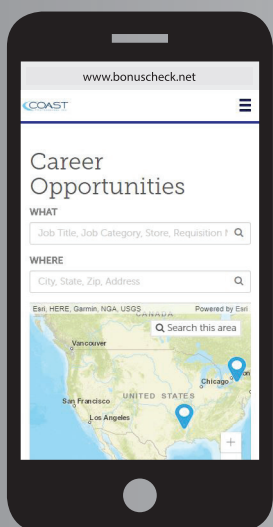 www.bonuscheck.net
COAST
Career
Opportunities
WHAT
Job Title, Job Category, Store, Requisition
WHERE
City, State, Zip, Address
Esri, HERE, Garmin, NGA, USGS Powered by Esri
CANADA
Search this area
Vancouver
Chicago
UNITED STATES
San Francisco
Los Angeles
+